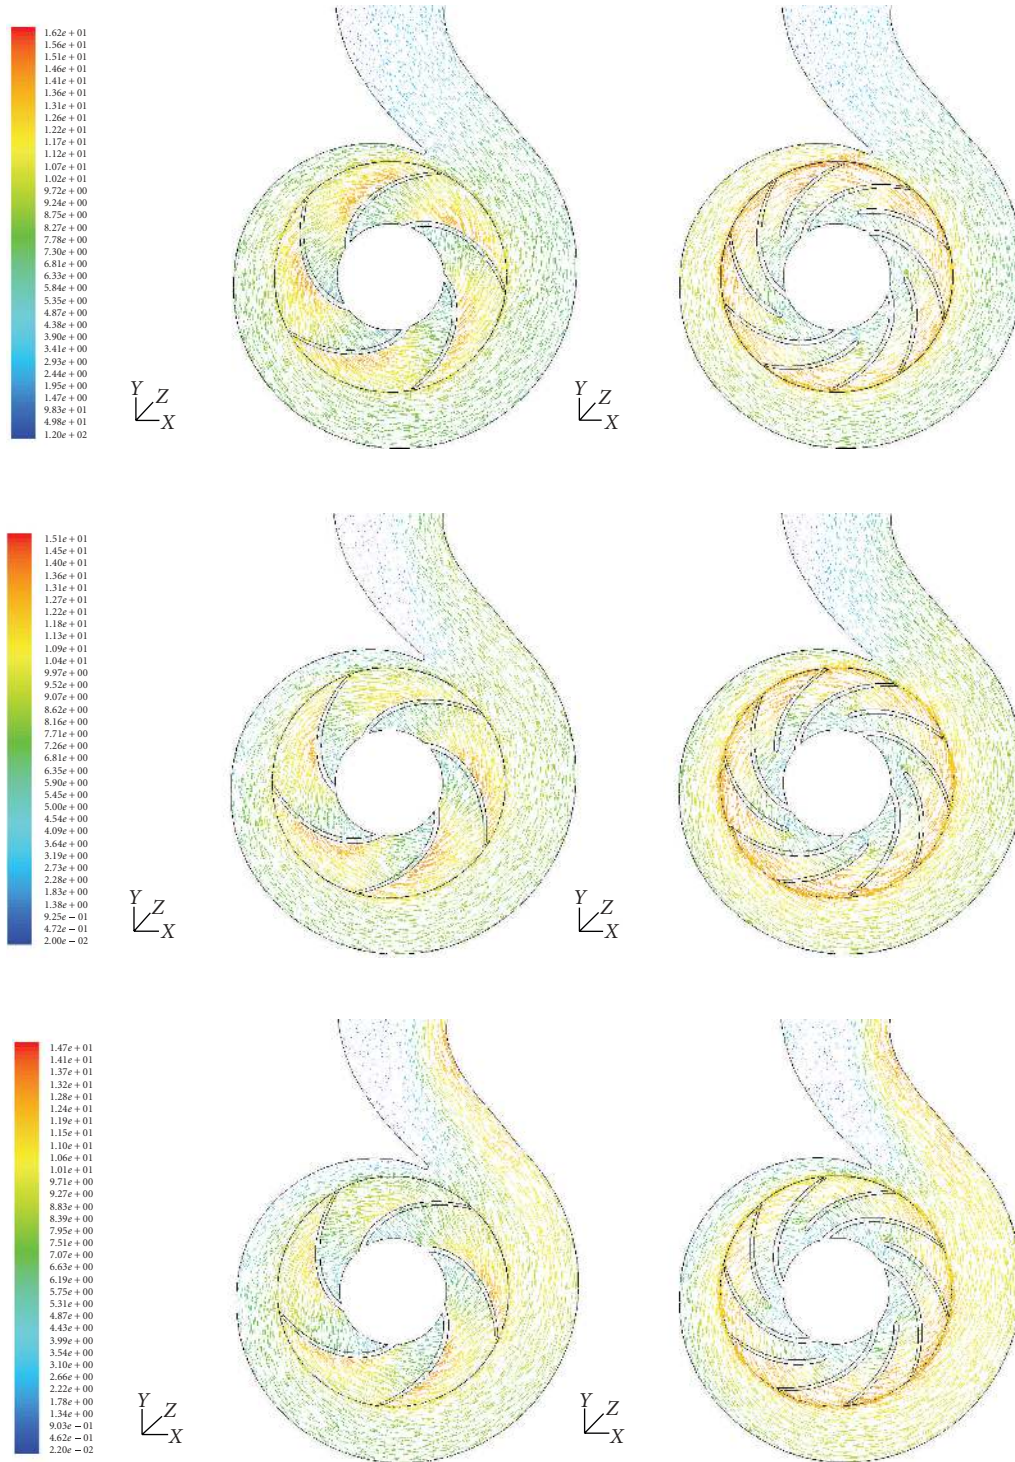 1.62e + 01
1.56e + 01
1.51e + 01
1.46e + 01
1.41e + 01
1.36e + 01
1.31e + 01
1.26e + 01
1.22e + 01
1.17e + 01
1.12e + 01
1.07e + 01
1.02e + 01
9.72e + 00
9.24e + 00
8.75e + 00
8.27e + 00
7.78e + 00
7.30e + 00
6.81e + 00
6.33e + 00
5.84e + 00
5.35e + 00
4.87e + 00
4.38e + 00
3.90e + 00
3.41e + 00
2.93e + 00
2.44e + 00
1.95e + 00
1.47e + 00
9.83e + 01
4.98e + 01
1.20e + 02
Y Z X
Y Z X
1.51e + 01
1.45e + 01
1.40e + 01
1.36e + 01
1.31e + 01
1.27e + 01
1.22e + 01
1.18e + 01
1.13e + 01
1.09e + 01
1.04e + 01
9.97e + 00
9.52e + 00
9.07e + 00
8.62e + 00
8.16e + 00
7.71e + 00
7.26e + 00
6.81e + 00
6.35e + 00
5.90e + 00
5.45e + 00
5.00e + 00
4.54e + 00
4.09e + 00
3.64e + 00
3.19e + 00
2.73e + 00
2.28e + 00
1.83e + 00
1.38e + 00
9.25e − 01
4.72e − 01
2.00e − 02
Y Z X
Y Z X
1.47e + 01
1.41e + 01
1.37e + 01
1.32e + 01
1.28e + 01
1.24e + 01
1.19e + 01
1.15e + 01
1.10e + 01
1.06e + 01
1.01e + 01
9.71e + 00
9.27e + 00
8.83e + 00
8.39e + 00
7.95e + 00
7.51e + 00
7.07e + 00
6.63e + 00
6.19e + 00
5.75e + 00
5.31e + 00
4.87e + 00
4.43e + 00
3.99e + 00
3.54e + 00
3.10e + 00
2.66e + 00
2.22e + 00
1.78e + 00
1.34e + 00
9.03e − 01
4.62e − 01
2.20e − 02
Y Z X
Y Z X